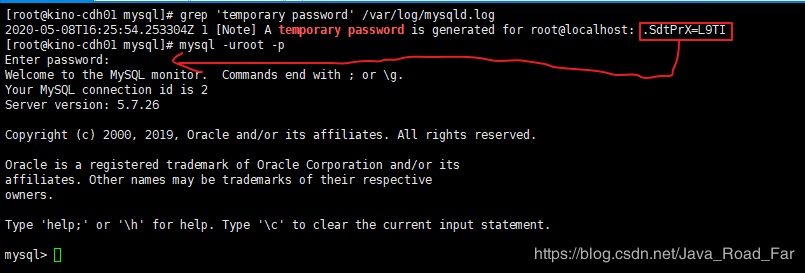 [root@kino-cdh01 mysql]# grep 'temporary password' /var/log/mysqld.log
2020-05-08T16:25:54.253304Z 1 [Note] A temporary password is generated for root@localhost: .SdtPrX=L9TI
[root@kino-cdh01 mysql]# mysql -uroot -p
Enter password:
Welcome to the MySQL monitor.  Commands end with ; or \g.
Your MySQL connection id is 2
Server version: 5.7.26
Copyright (c) 2000, 2019, Oracle and/or its affiliates. All rights reserved.
Oracle is a registered trademark of Oracle Corporation and/or its
affiliates. Other names may be trademarks of their respective
owners.
Type 'help;' or '\h' for help. Type '\c' to clear the current input statement.
mysql>
https://blog.csdn.net/Java_Road_Far